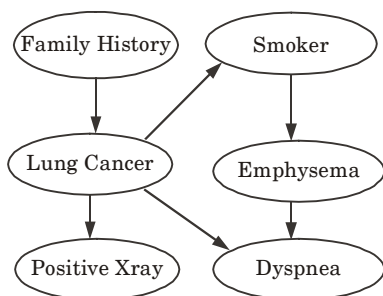 Family History
Smoker
Lung Cancer
Emphysema
Positive Xray
Dyspnea